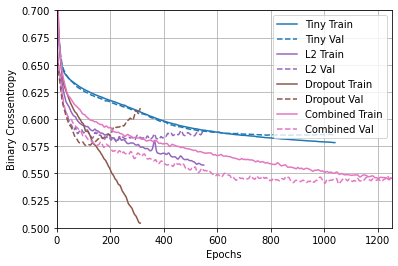 0.700
0.675
0.650
0.625
0.600
0.575
0.550
0.525
0.500
Binary Crossentropy
0
200
400
600
800
1000
1200
Epochs
Tiny Train
Tiny Val
L2 Train
L2 Val
Dropout Train
Dropout Val
Combined Train
Combined Val